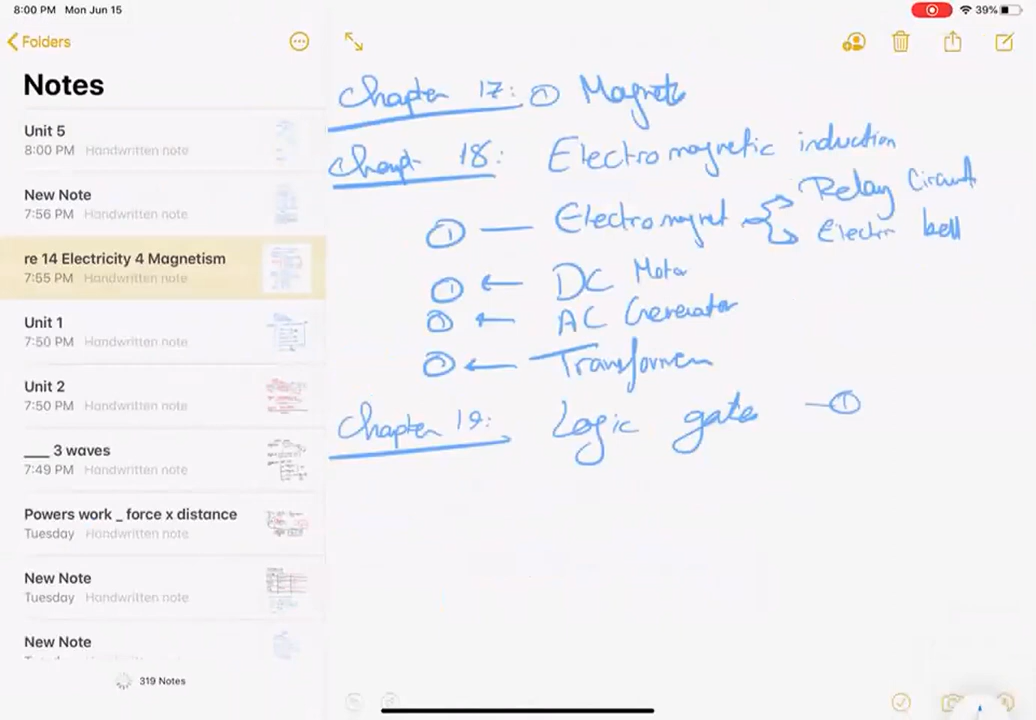 8:00 PM Mon Jun 15
39%
Folders
Notes
Unit 5
8:00 PM Handwritten note
New Note
7:56 PM Handwritten note
re 14 Electricity 4 Magnetism
7:55 PM Handwritten note
Unit 1
7:50 PM Handwritten note
Unit 2
7:50 PM Handwritten note
___ 3 waves
7:49 PM Handwritten note
Powers work _ force x distance
Tuesday Handwritten note
New Note
Tuesday Handwritten note
New Note
319 Notes
Chapter 17: ① Magnet
18: Electromagnetic induction
① — Electromagnet Relay Circuit
Electric bell
① ← DC Motor
① ← AC Generator
① ← Transformer
Chapter 19: Logic gate — ①